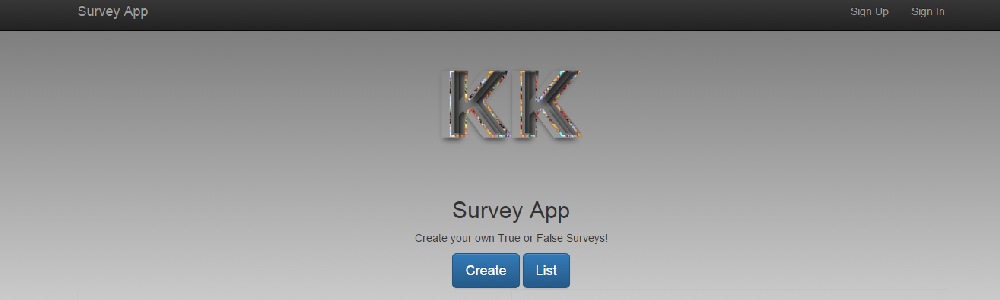 Survey App
Sign Up Sign In
KK
Survey App
Create your own True or False Surveys!
Create List